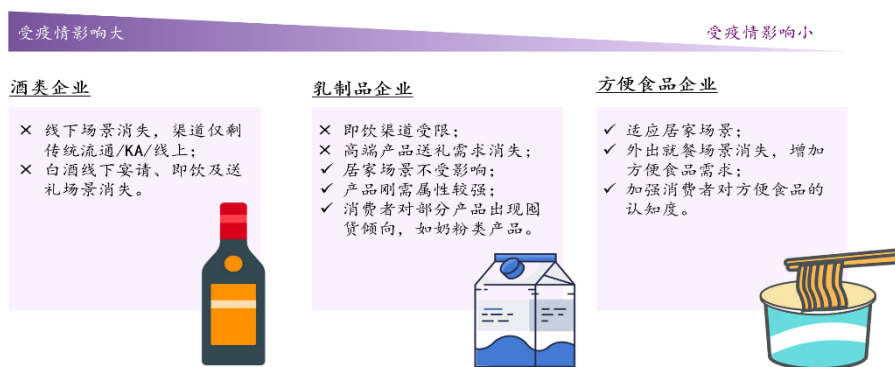 受疫情影响大
受疫情影响小
酒类企业
× 线下场景消失，渠道仅剩
传统流通/KA/线上；
× 白酒线下宴请、即饮及送
礼场景消失。
乳制品企业
× 即饮渠道受限；
× 高端产品送礼需求消失；
✓ 居家场景不受影响；
✓ 产品刚需属性较强；
✓ 消费者对部分产品出现囤
货倾向，如奶粉类产品。
方便食品企业
✓ 适应居家场景；
✓ 外出就餐场景消失，增加
方便食品需求；
✓ 加强消费者对方便食品的
认知度。